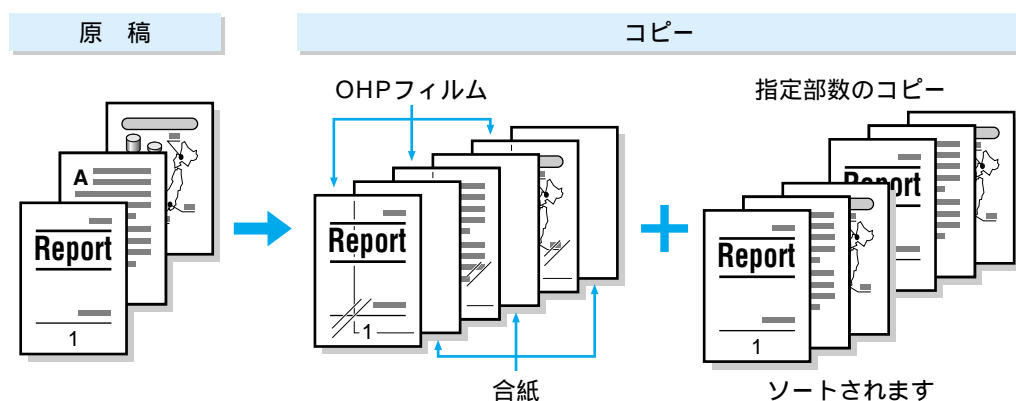 原 稿
コピー
OHPフィルム
指定部数のコピー
A
Report
1
Report
1
Report
Report
1
合紙
ソートされます